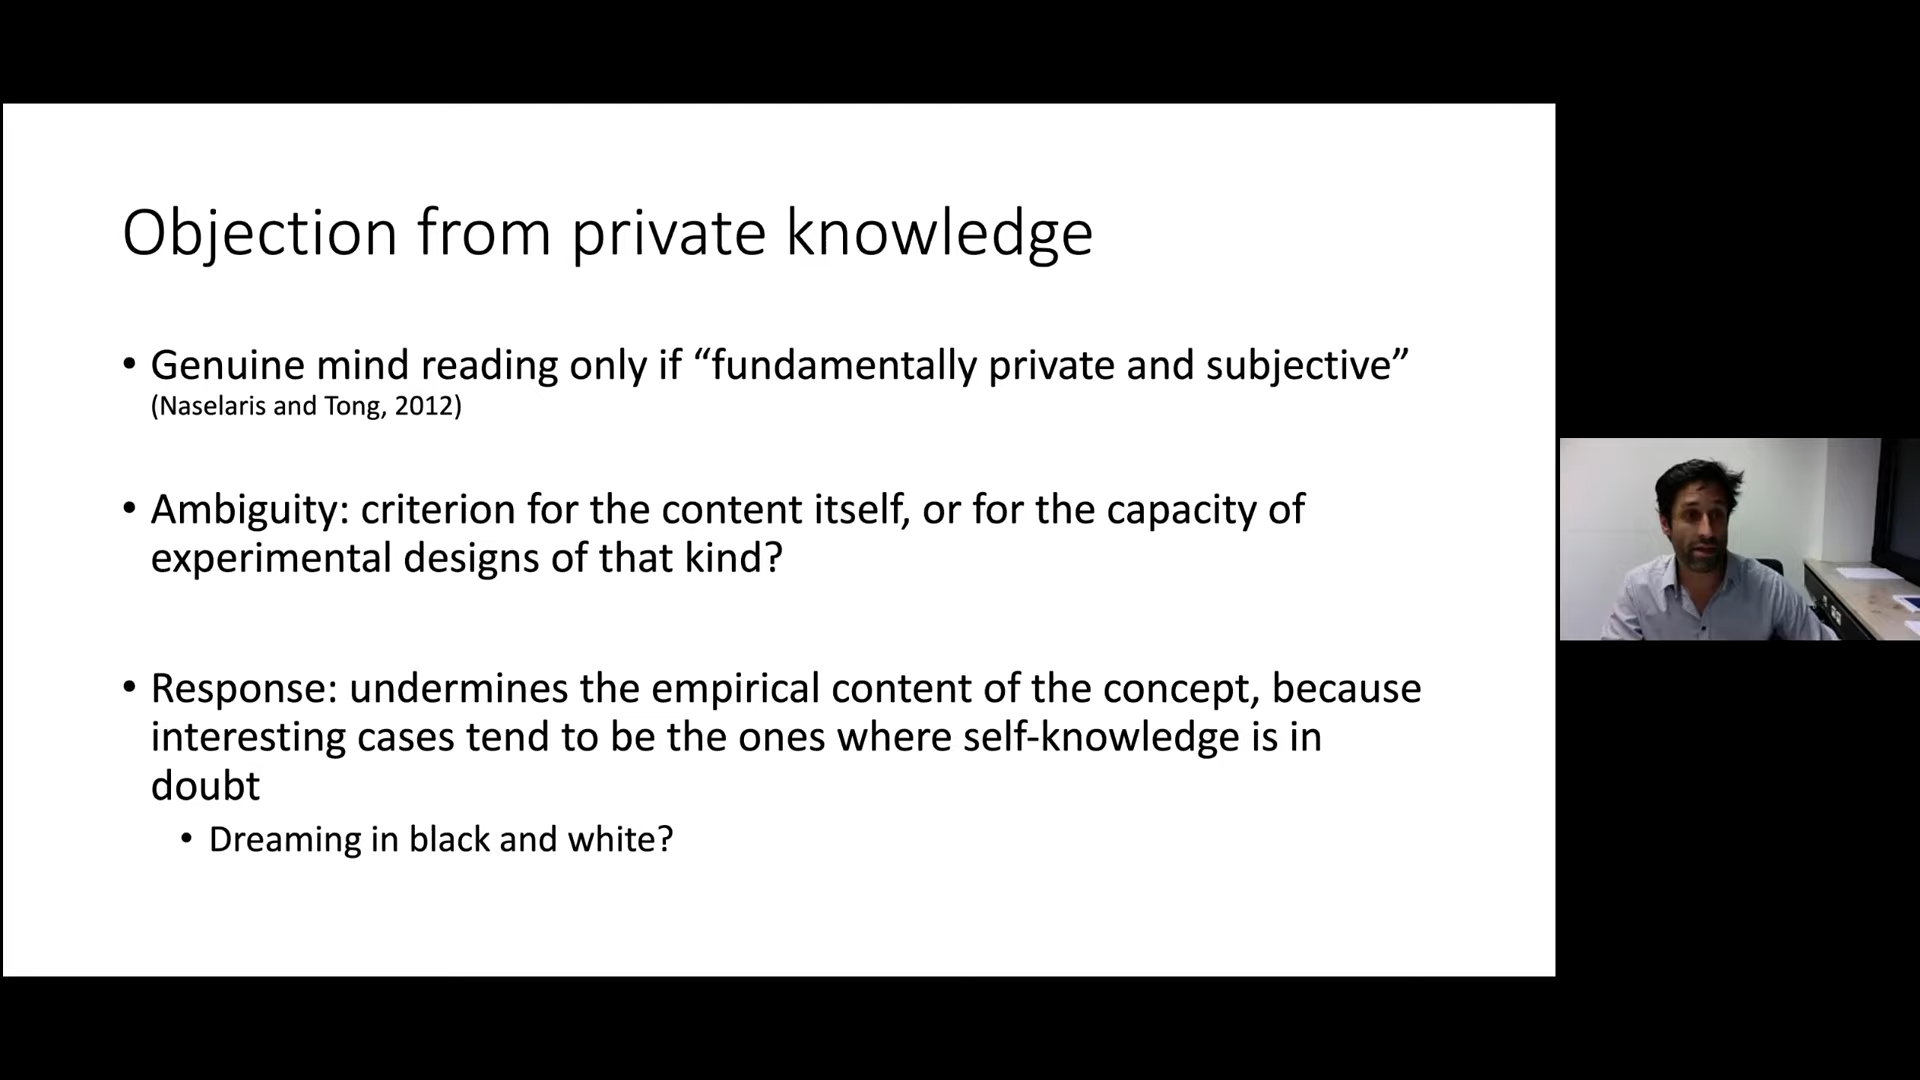 Objection from private knowledge
• Genuine mind reading only if “fundamentally private and subjective”
(Naselaris and Tong, 2012)
• Ambiguity: criterion for the content itself, or for the capacity of
experimental designs of that kind?
• Response: undermines the empirical content of the concept, because
interesting cases tend to be the ones where self-knowledge is in
doubt
• Dreaming in black and white?